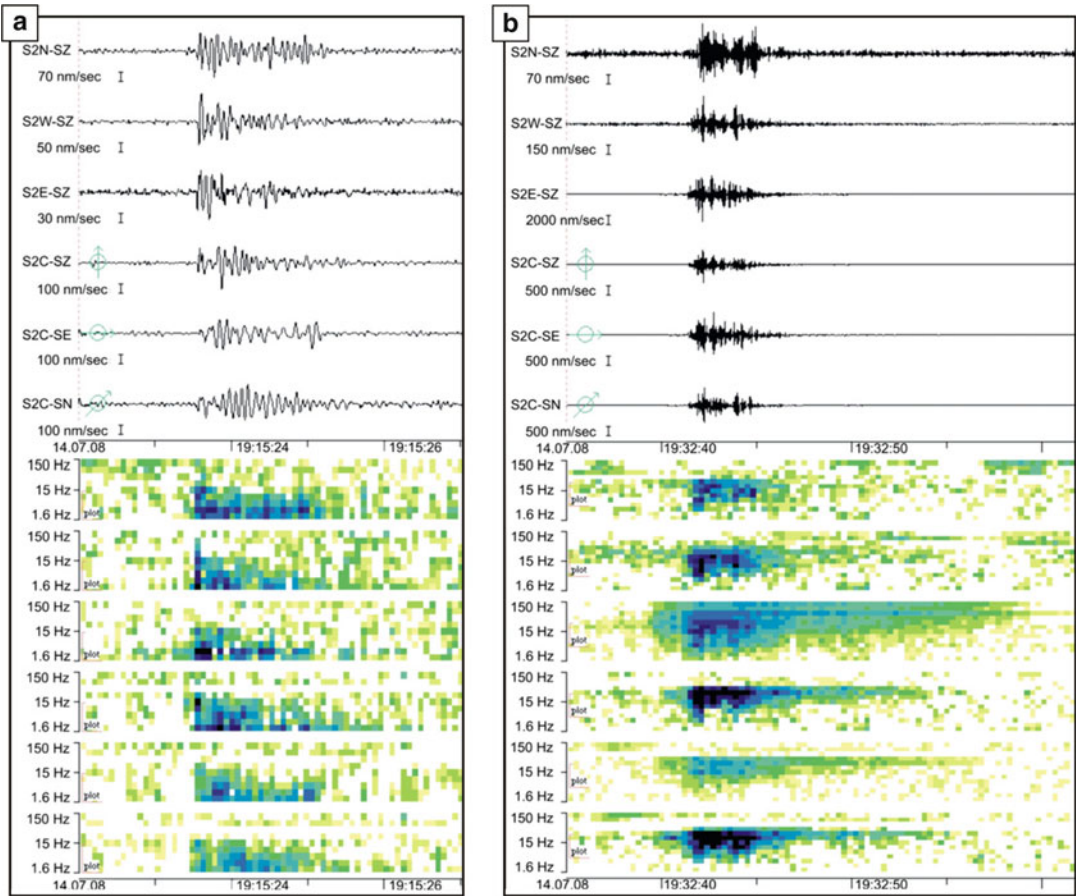 a
S2N-SZ
70 nm/sec
S2W-SZ
50 nm/sec
S2E-SZ
30 nm/sec
S2C-SZ
100 nm/sec
S2C-SE
100 nm/sec
S2C-SN
100 nm/sec
14.07.08 19:15:24 19:15:26
150 Hz
15 Hz
1.6 Hz
plot
150 Hz
15 Hz
1.6 Hz
plot
150 Hz
15 Hz
1.6 Hz
plot
150 Hz
15 Hz
1.6 Hz
plot
150 Hz
15 Hz
1.6 Hz
plot
150 Hz
15 Hz
1.6 Hz
plot
14.07.08 19:15:24 19:15:26
b
S2N-SZ
70 nm/sec
S2W-SZ
150 nm/sec
S2E-SZ
2000 nm/sec
S2C-SZ
500 nm/sec
S2C-SE
500 nm/sec
S2C-SN
500 nm/sec
14.07.08 19:32:40 19:32:50
150 Hz
15 Hz
1.6 Hz
plot
150 Hz
15 Hz
1.6 Hz
plot
150 Hz
15 Hz
1.6 Hz
plot
150 Hz
15 Hz
1.6 Hz
plot
150 Hz
15 Hz
1.6 Hz
plot
150 Hz
15 Hz
1.6 Hz
plot
14.07.08 19:32:40 19:32:50